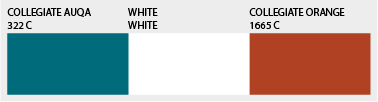 COLLEGIATE AUQA
322 C
WHITE
WHITE
COLLEGIATE ORANGE
1665 C